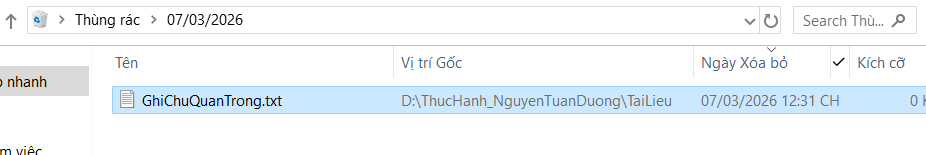 Thùng rác > 07/03/2026
Search Thù...
Tên
Vị trí Gốc
Ngày Xóa bỏ
Kích cỡ
nhanh
GhiChuQuanTrong.txt
D:\ThucHanh_NguyenTuanDuong\TaiLieu
07/03/2026 12:31 CH
0
việc